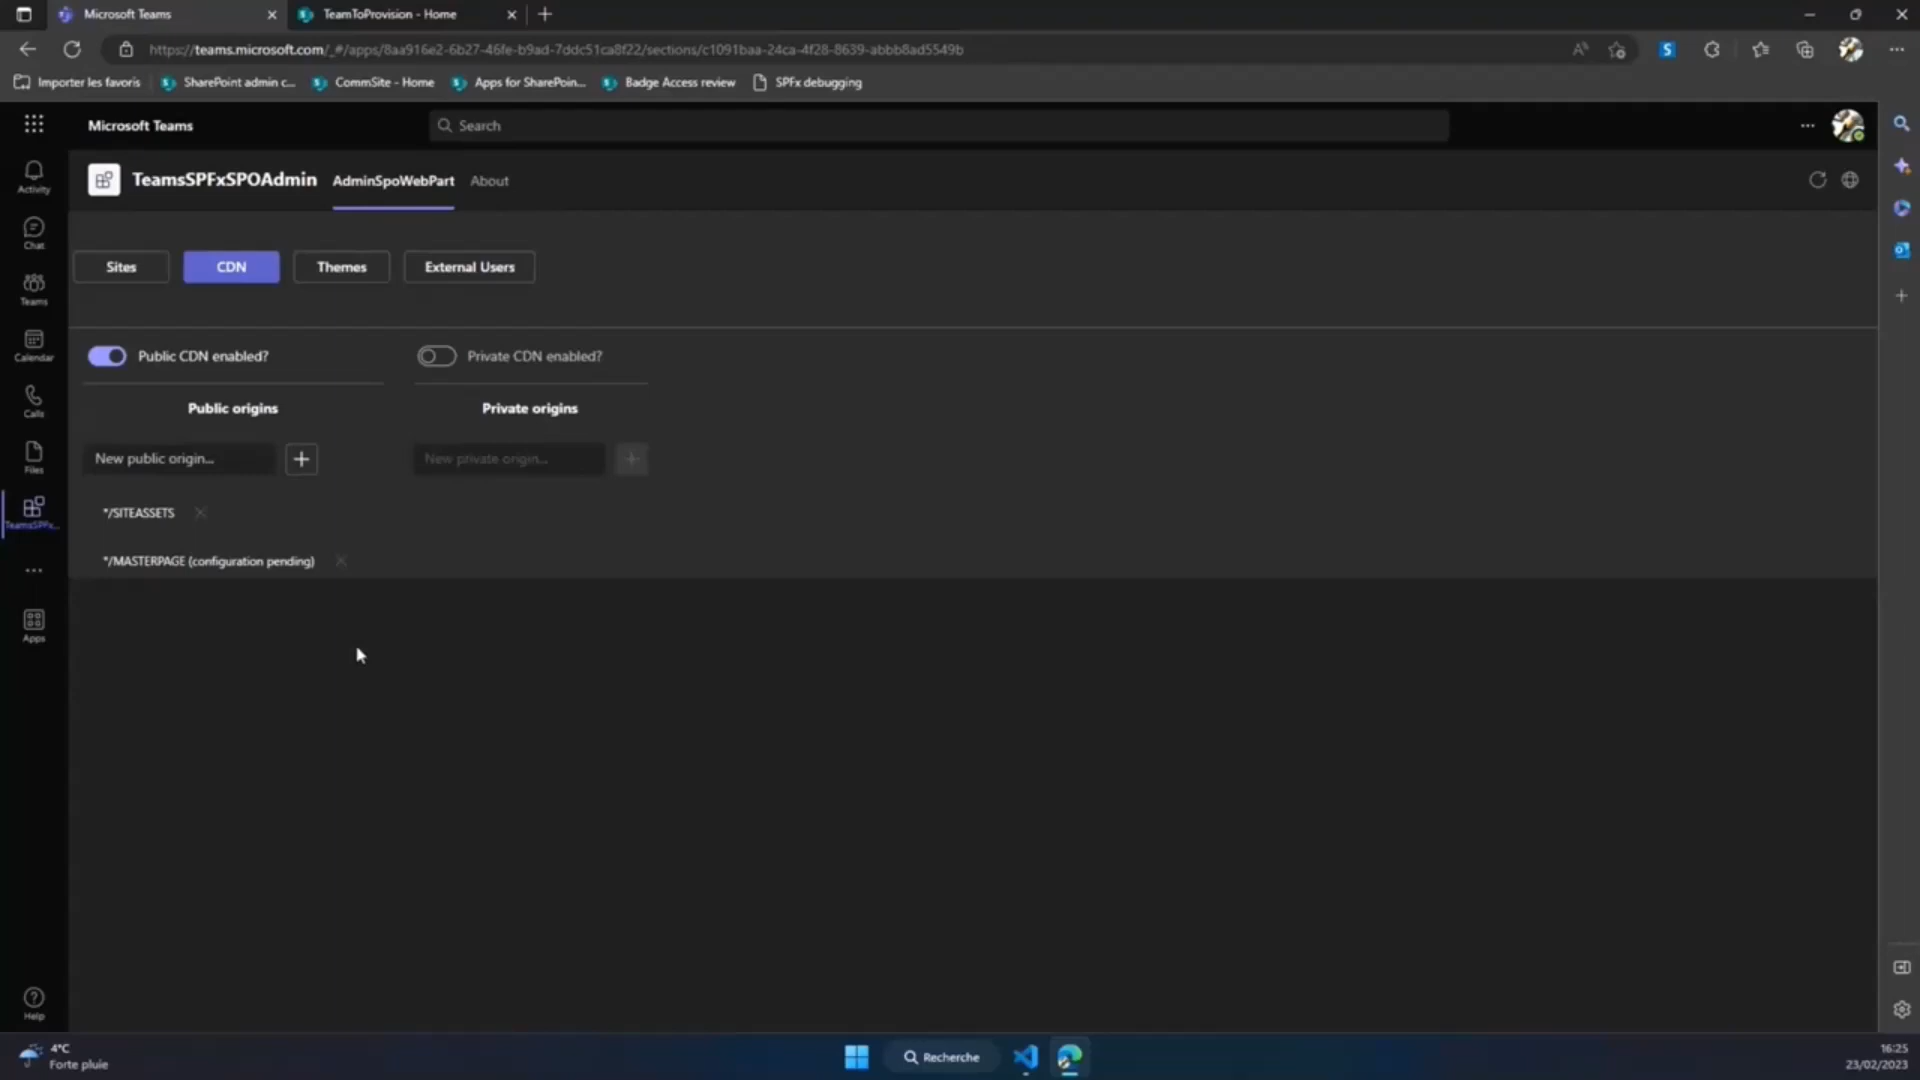 Microsoft Teams
TeamToProvision - Home
https://teams.microsoft.com/_#/apps/8aa916e2-6b27-46fe-b9ad-7ddc51ca8f22/sections/c1091baa-24ca-4f28-8639-abbb8ad5549b
Importer les favoris
SharePoint admin c...
CommSite - Home
Apps for SharePoin...
Badge Access review
SPFx debugging
Microsoft Teams
Search
Activity
Chat
Teams
Calendar
Calls
Files
TeamsSPFx...
Apps
Help
TeamsSPFxSPOAdmin
AdminSpoWebPart
About
Sites
CDN
Themes
External Users
Public CDN enabled?
Private CDN enabled?
Public origins
Private origins
New public origin...
New private origin...
*/SITEASSETS
*/MASTERPAGE (configuration pending)
4°C
Forte pluie
Recherche
16:25
23/02/2023